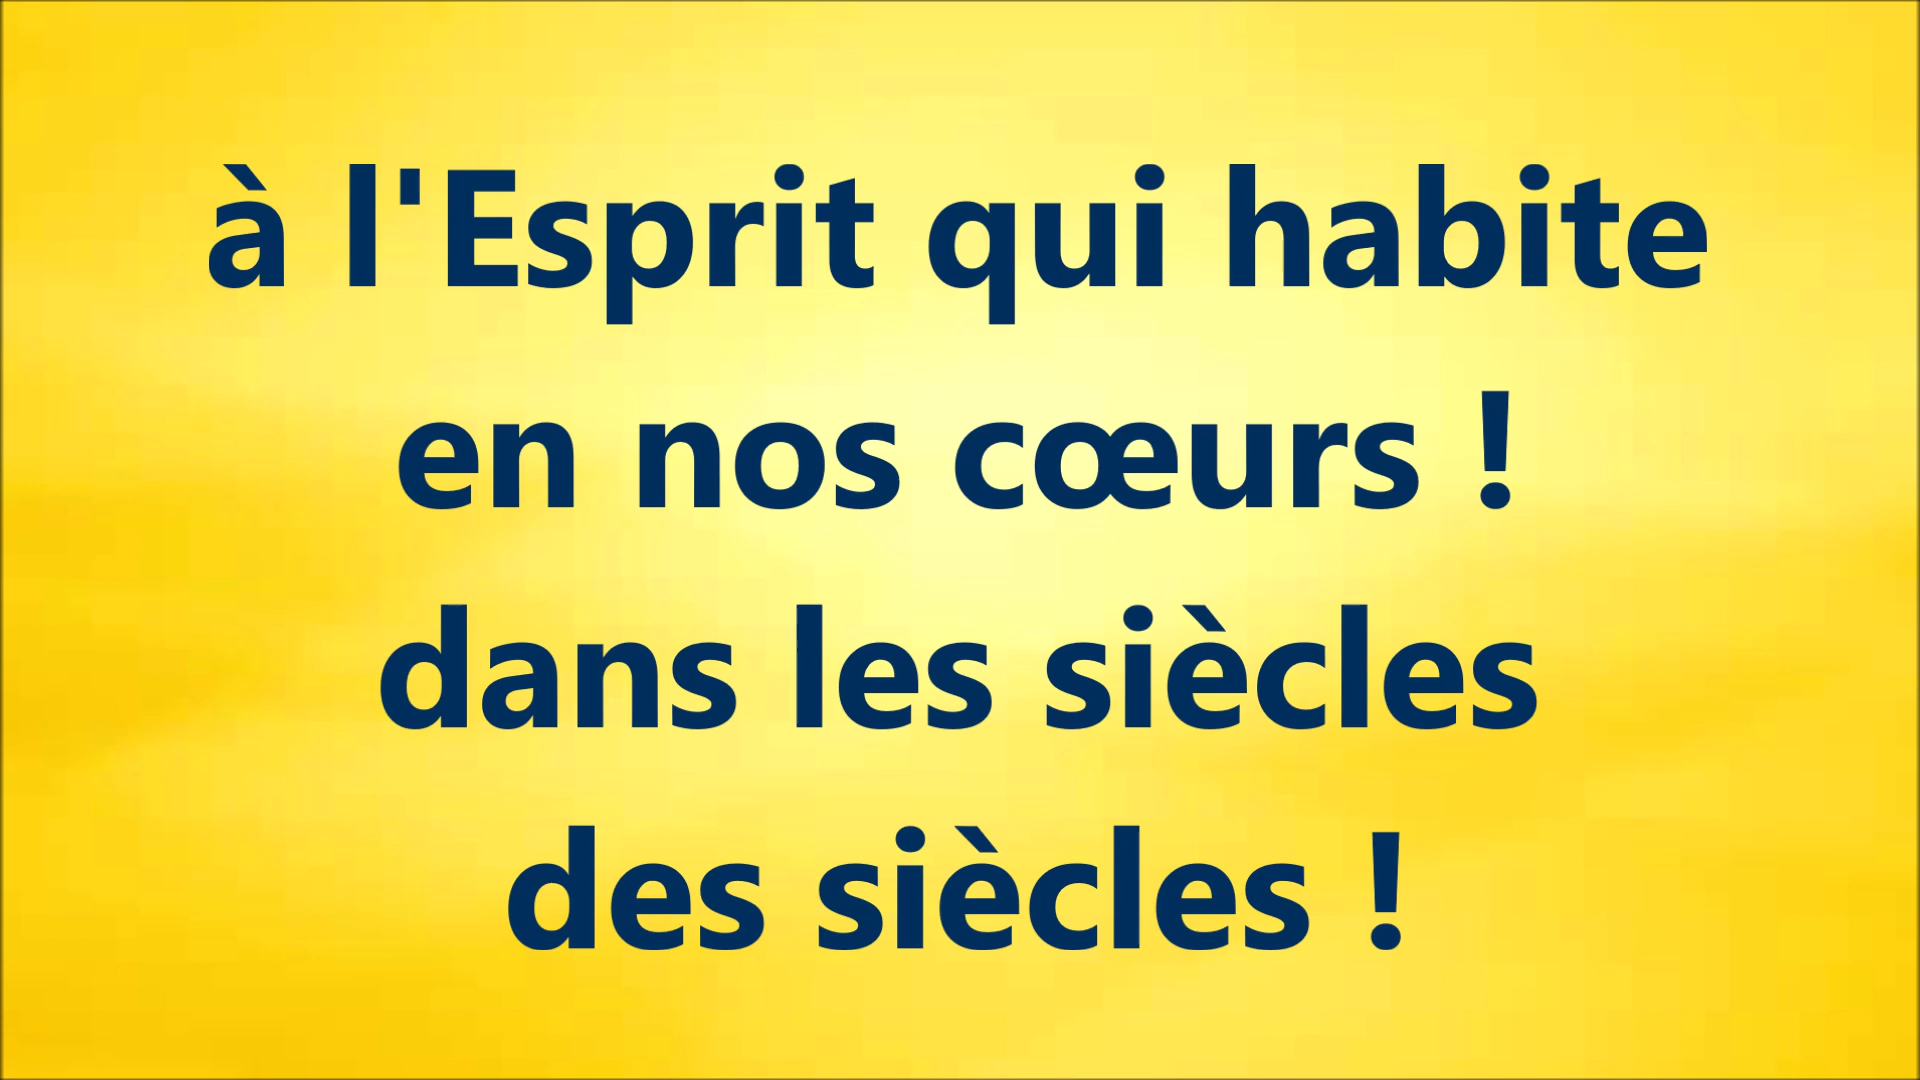 à l'Esprit qui habite
en nos cœurs !
dans les siècles
des siècles !